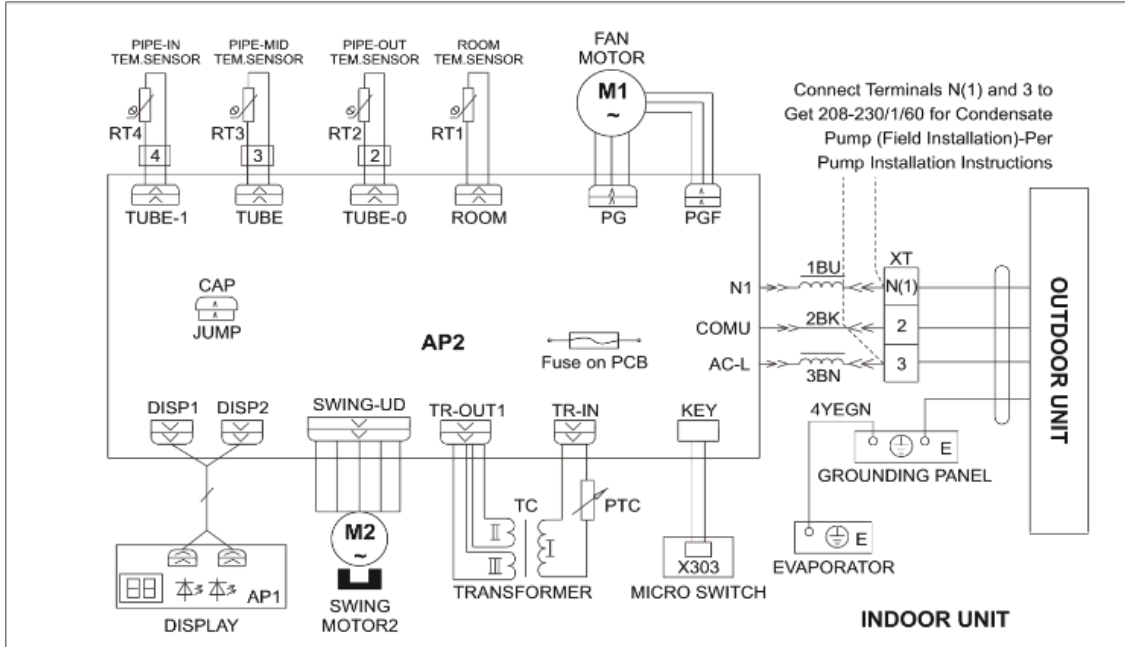 PIPE-IN
TEM.SENSOR
PIPE-MID
TEM.SENSOR
PIPE-OUT
TEM.SENSOR
ROOM
TEM.SENSOR
FAN
MOTOR
M1
~
RT4
RT3
RT2
RT1
4
3
2
Connect Terminals N(1) and 3 to
Get 208-230/1/60 for Condensate
Pump (Field Installation)-Per
Pump Installation Instructions
TUBE-1
TUBE
TUBE-0
ROOM
PG
PGF
CAP
JUMP
AP2
Fuse on PCB
N1
COMU
AC-L
1BU
2BK
3BN
XT
N(1)
2
3
OUTDOOR UNIT
4YEGN
E
GROUNDING PANEL
E
EVAPORATOR
DISP1
DISP2
SWING-UD
TR-OUT1
TR-IN
KEY
M2
~
SWING
MOTOR2
TC
PTC
II
III
I
TRANSFORMER
X303
MICRO SWITCH
88
AP1
DISPLAY
INDOOR UNIT